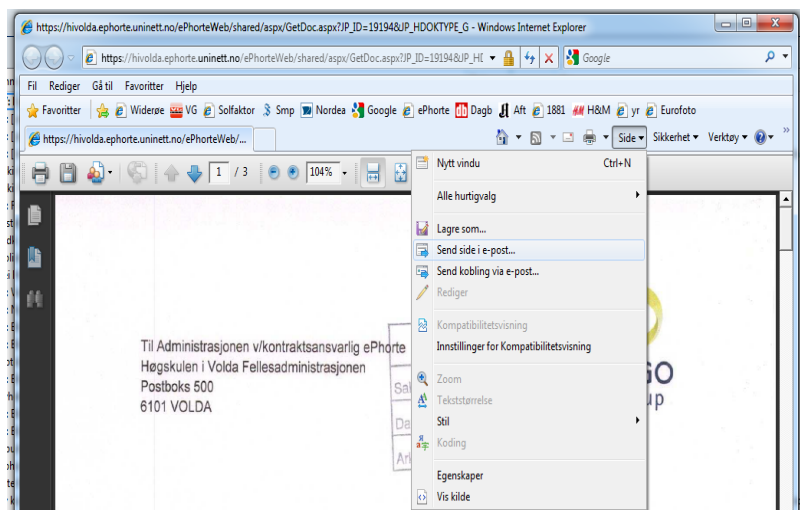 https://hivolda.ephorte.uninett.no/ePhorteWeb/shared/aspx/GetDoc.aspx?JP_ID=19194&UP_HDOKTYPE_G - Windows Internet Explorer
https://hivolda.ephorte.uninett.no/ePhorteWeb/shared/aspx/GetDoc.aspx?JP_ID=19194&UP_HE
Google
Fil Rediger Gå til Favoritter Hjelp
Favoritter Widerøe VG Solfaktor Smp Nordea Google ePhorte Dagb Aft 1881 H&M yr Eurofoto
https://hivolda.ephorte.uninett.no/ePhorteWeb/...
Side Sikkerhet Verktøy
1 / 3 104%
Nytt vindu Ctrl+N
Alle hurtigvalg
Lagre som...
Send side i e-post...
Send kobling via e-post...
Rediger
Kompatibilitetsvisning
Innstillinger for Kompatibilitetsvisning
Zoom
Tekststørrelse
Stil
Koding
Egenskaper
Vis kilde
Til Administrasjonen v/kontraktsansvarlig ePhorte
Høgskulen i Volda Fellesadministrasjonen
Postboks 500
6101 VOLDA